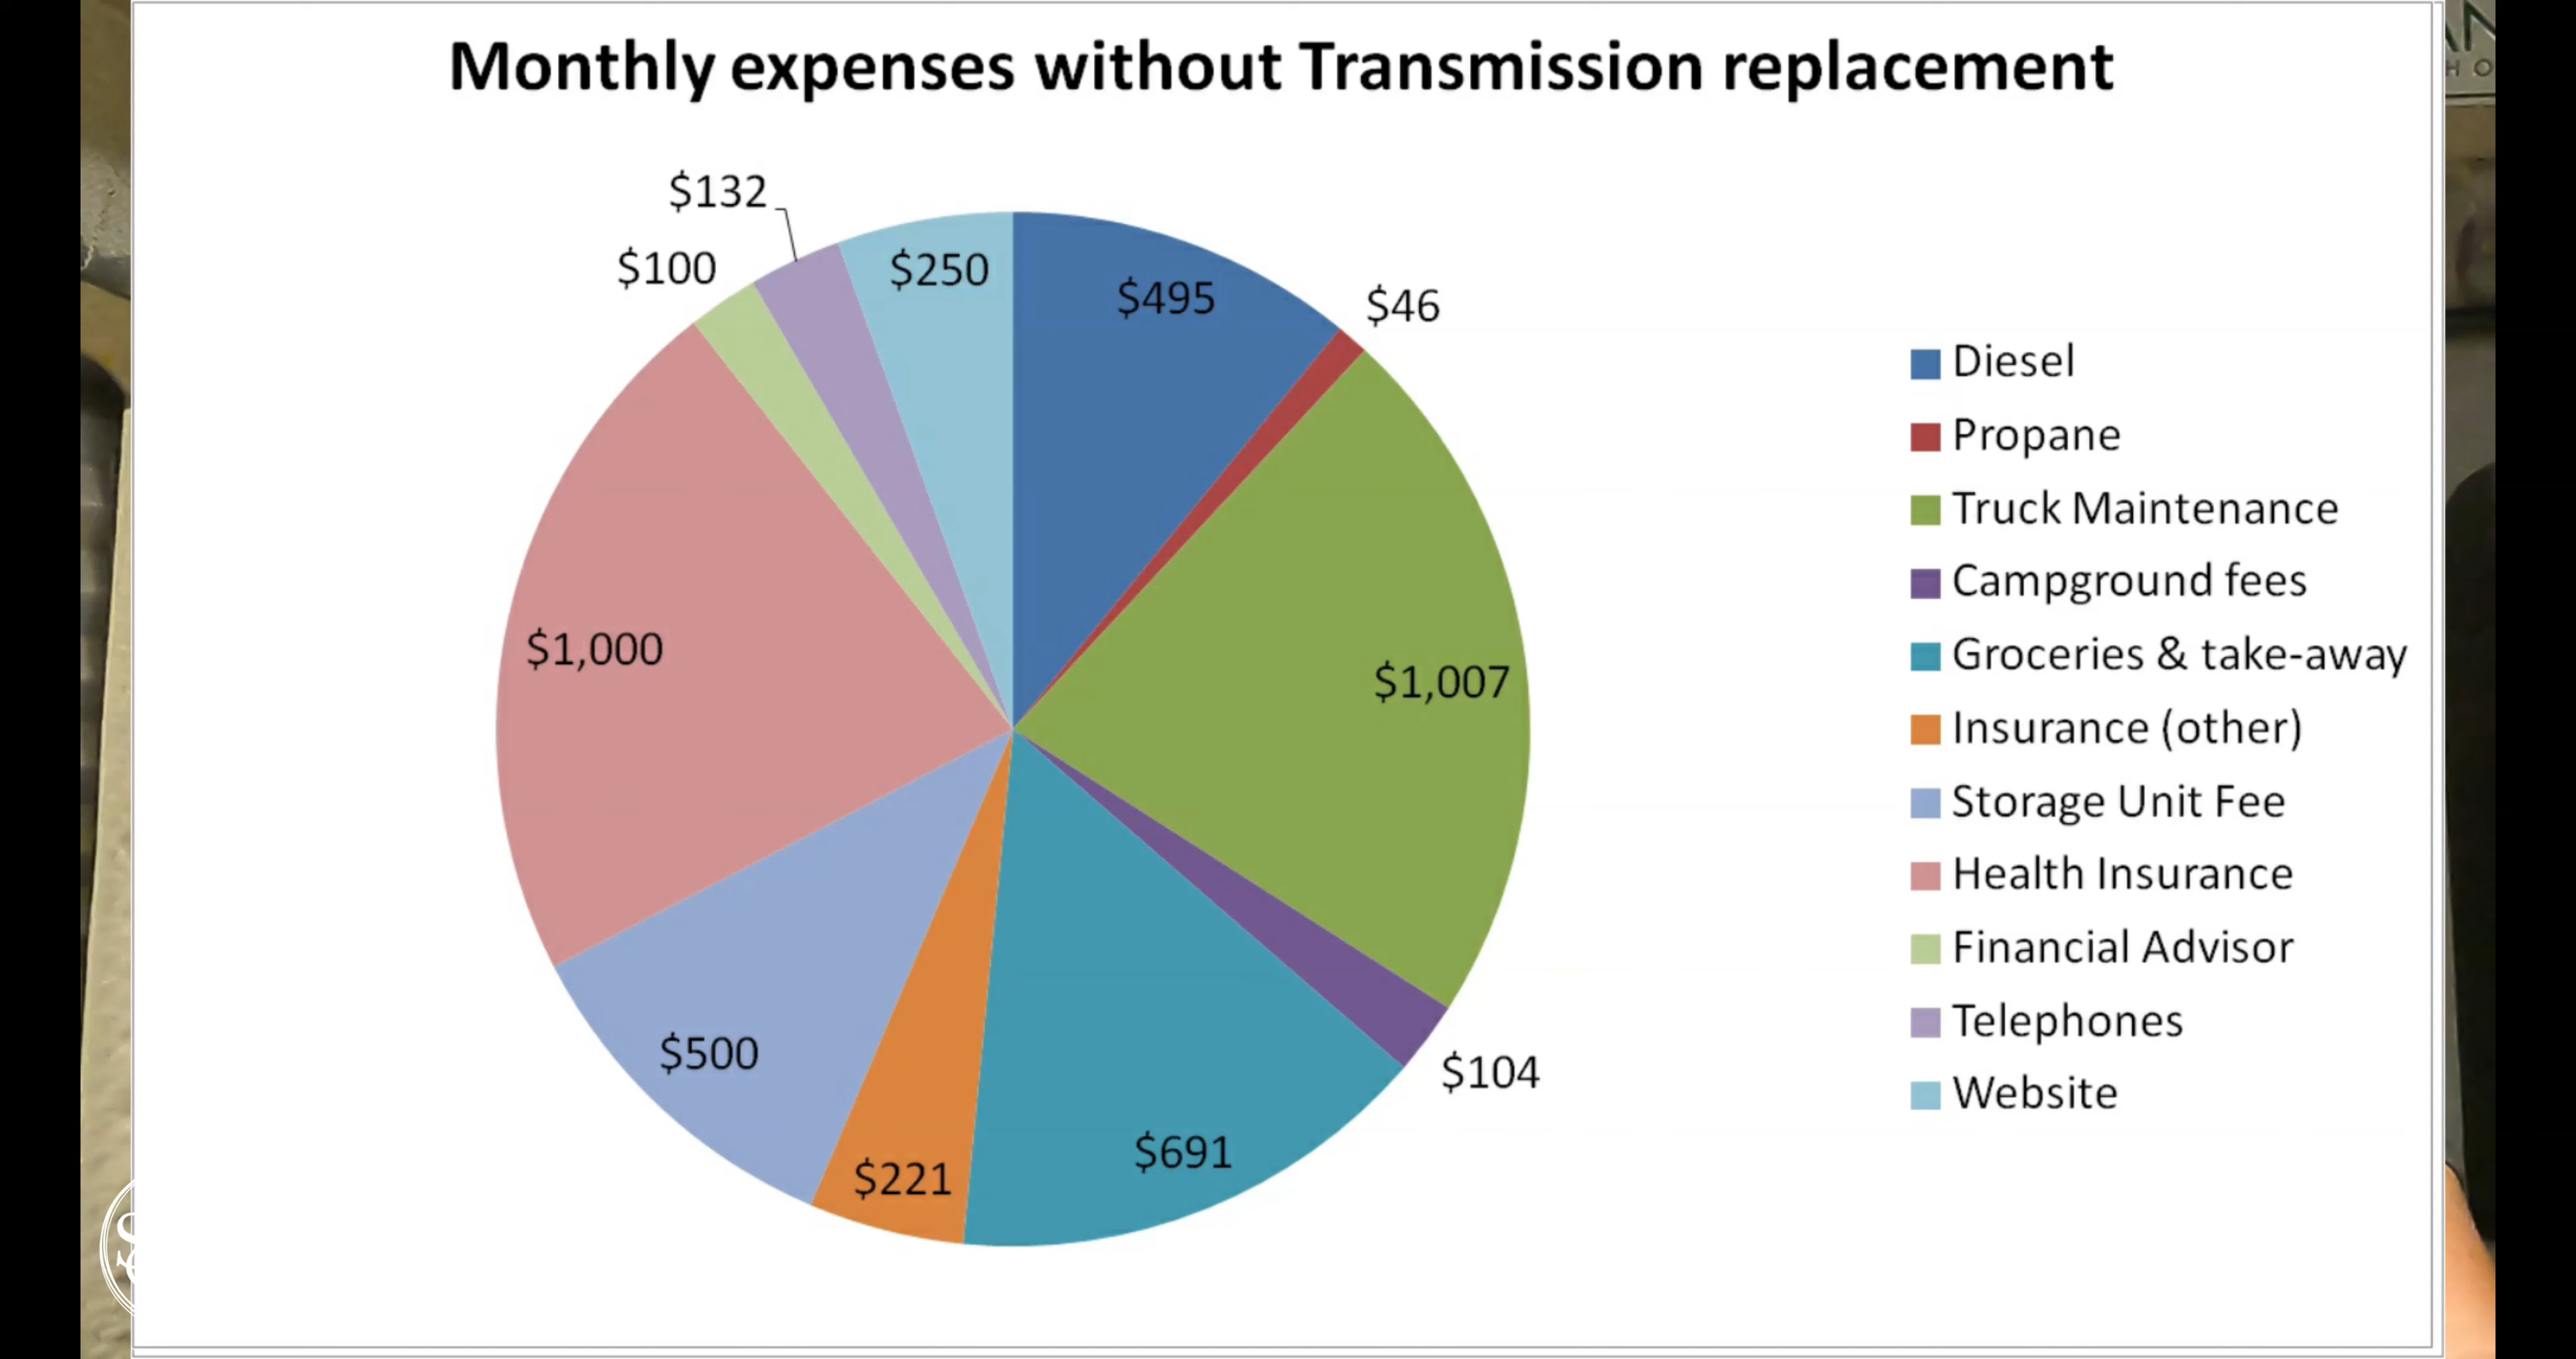 Monthly expenses without Transmission replacement
$132
$100
$250
$495
$46
$1,000
$1,007
$500
$221
$691
$104
Diesel
Propane
Truck Maintenance
Campground fees
Groceries & take-away
Insurance (other)
Storage Unit Fee
Health Insurance
Financial Advisor
Telephones
Website